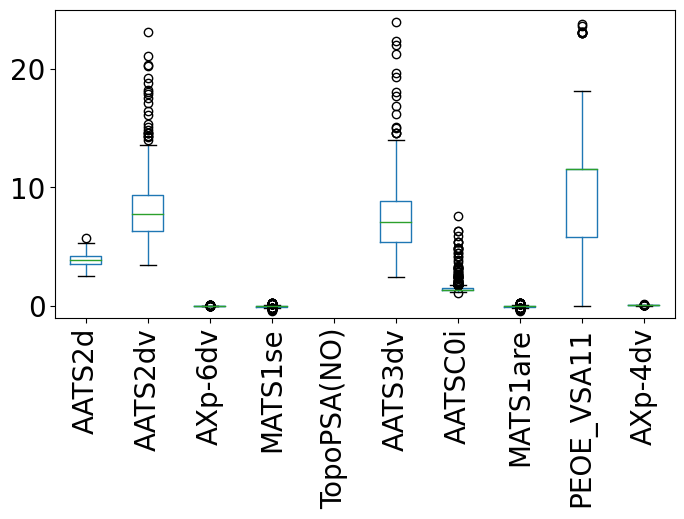 20
10
0
AATS2d
AATS2dv
AXp-6dv
MATS1se
TopoPSA(NO)
AATS3dv
AATSC0i
MATS1are
PEOE_VSA11
AXp-4dv